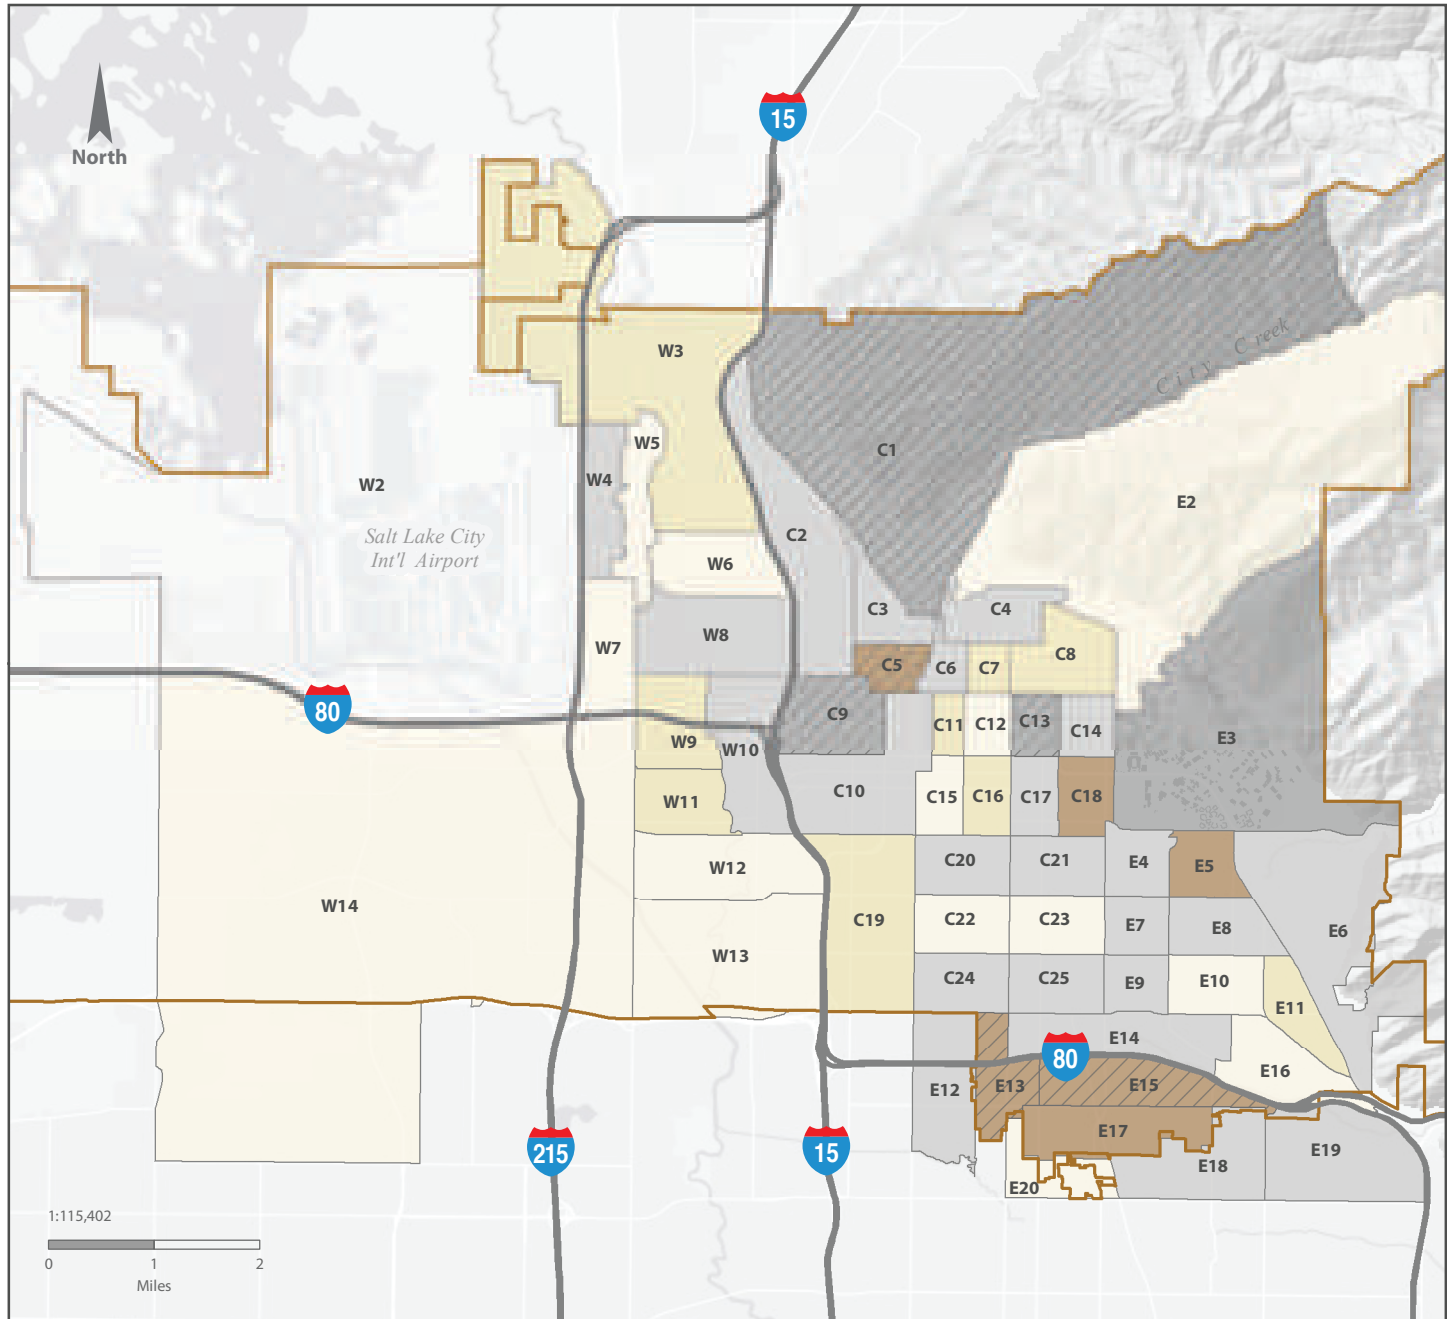 15
North
W3
City Creek
W5
C1
W4
W2
E2
Salt Lake City
Int'l Airport
C2
W6
C3
C4
W8
W7
C8
C5
C6
C7
80
C9
C11
C12
C13
C14
E3
W9
W10
C10
C15
C16
C17
C18
W11
W12
C20
C21
E4
E5
W14
C19
C22
C23
E7
E8
E6
W13
C24
C25
E9
E10
E11
E14
80
E12
E13
E15
E16
E17
215
15
E18
E19
E20
1:115,402
0 1 2
Miles